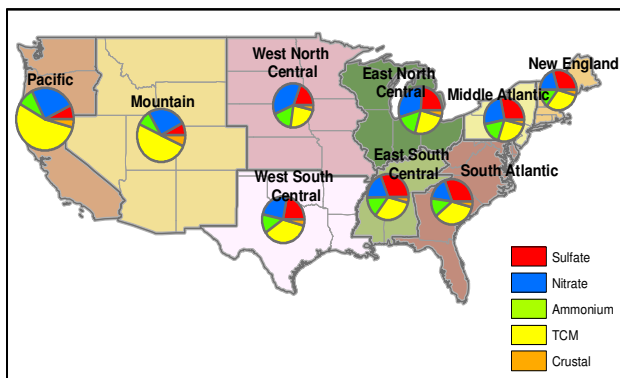 New England
West North
Central
East North
Central
Pacific
Mountain
Middle Atlantic
East South
Central
South Atlantic
West South
Central
Sulfate
Nitrate
Ammonium
TCM
Crustal